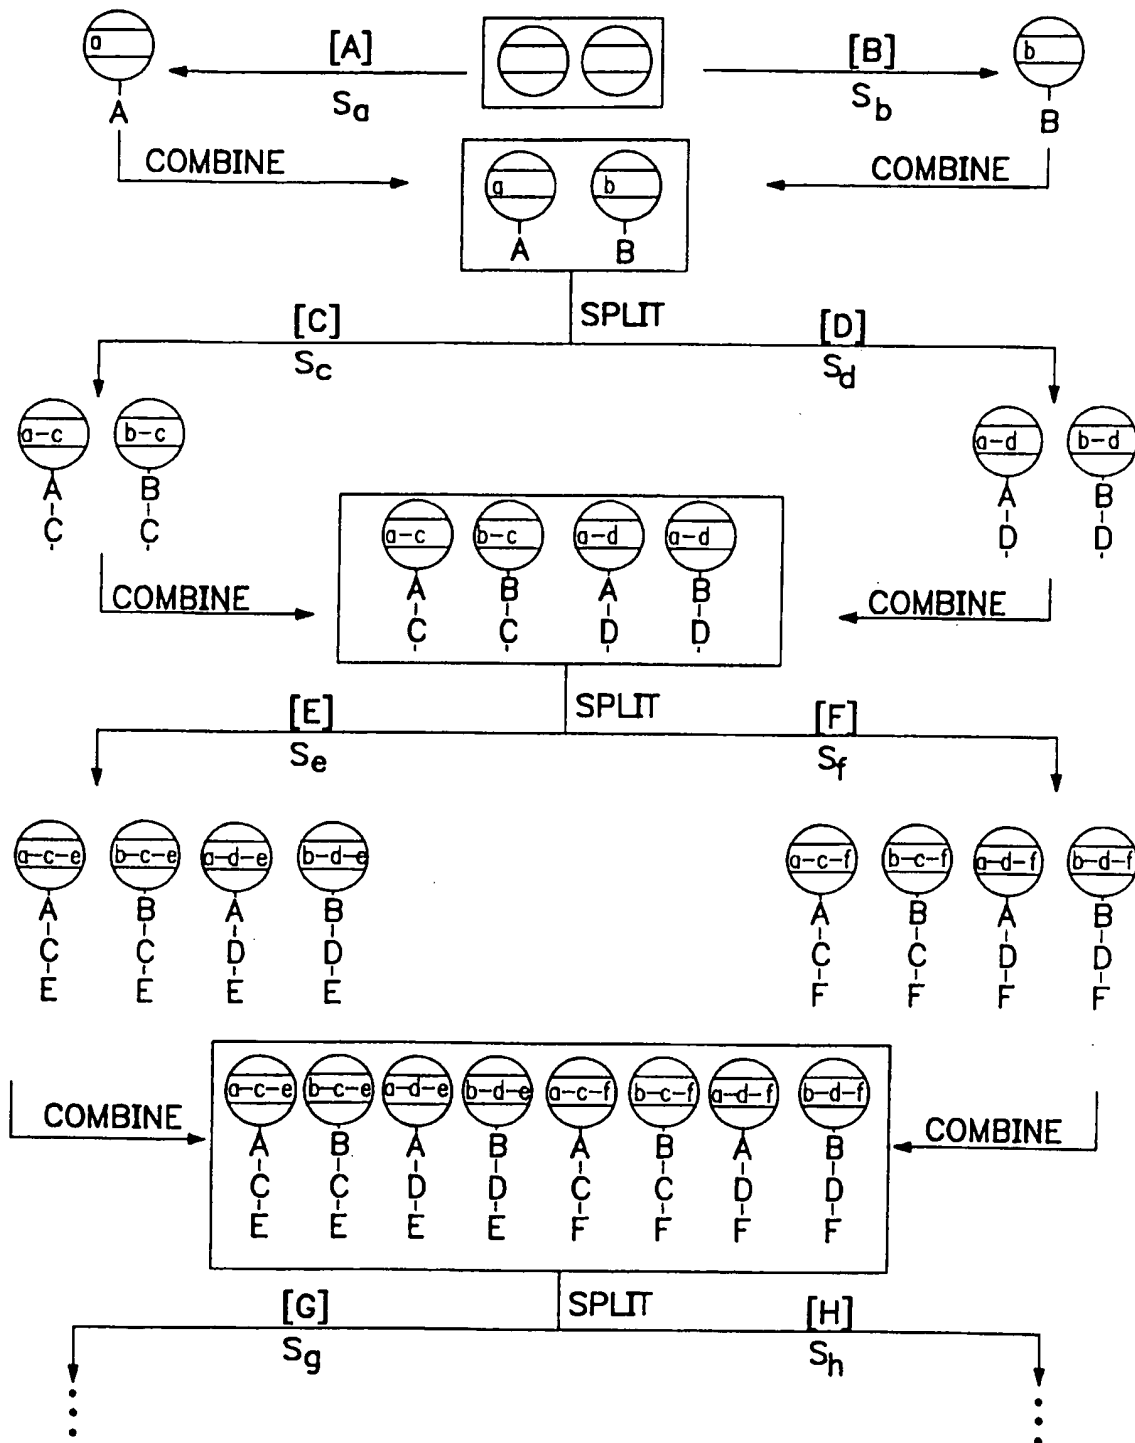 a [A] [B] b
Sa Sb
A B
COMBINE COMBINE
a b
A B
SPLIT
[C] [D]
Sc Sd
a-c b-c a-d b-d
A B A B
C C D D
a-c b-c a-d a-d
A B A B
C C D D
COMBINE COMBINE
SPLIT
[E] [F]
Se Sf
a-c-e b-c-e a-d-e b-d-e a-c-f b-c-f a-d-f b-d-f
A B A B A B A B
C C D D C C D D
E E E E F F F F
a-c-e b-c-e a-d-e b-d-e a-c-f b-c-f a-d-f b-d-f
COMBINE COMBINE
A B A B A B A B
C C D D C C D D
E E E E F F F F
SPLIT
[G] [H]
Sg Sh